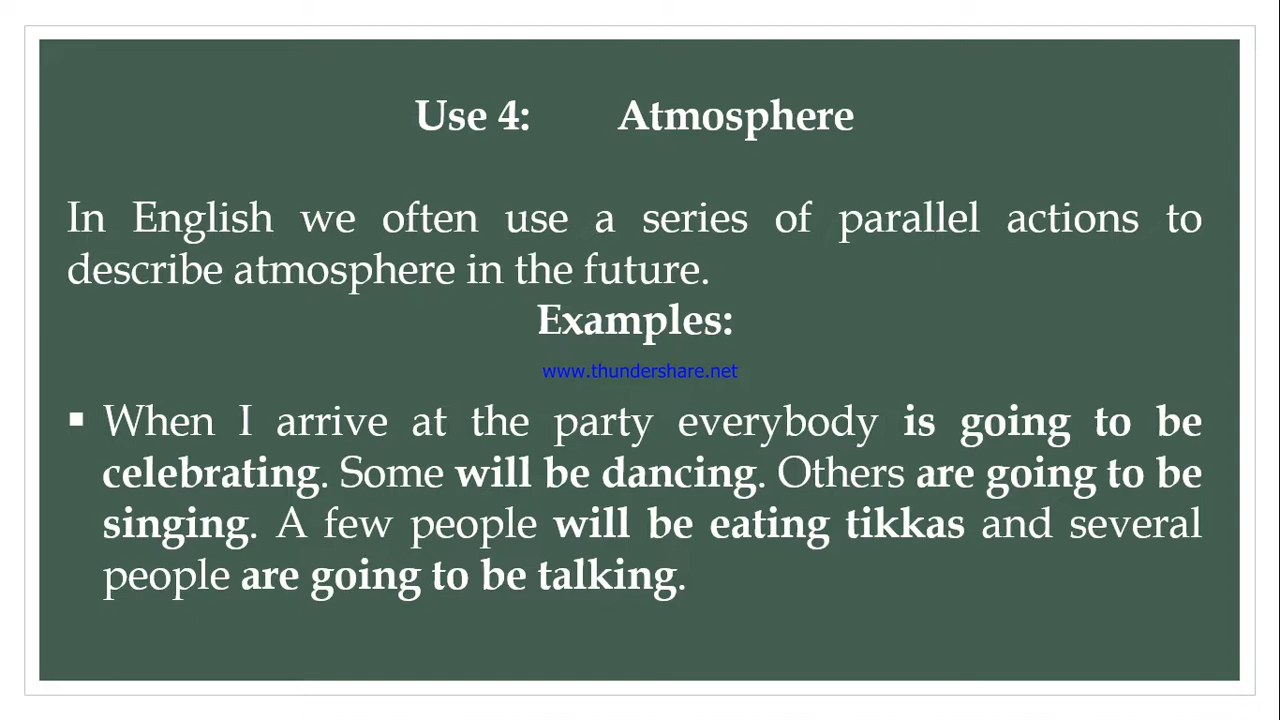 Use 4: Atmosphere
In English we often use a series of parallel actions to
describe atmosphere in the future.
Examples:
www.thundershare.net
▪ When I arrive at the party everybody is going to be
celebrating. Some will be dancing. Others are going to be
singing. A few people will be eating tikkas and several
people are going to be talking.